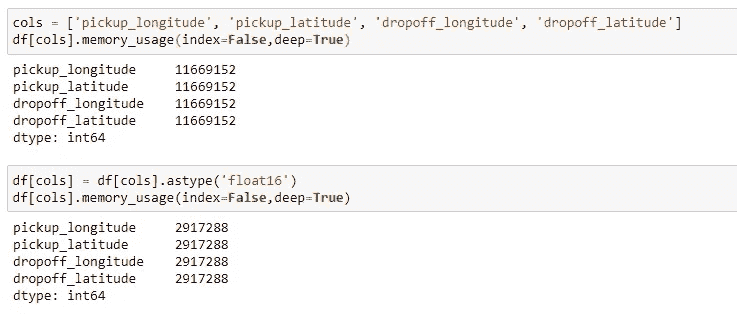 cols = ['pickup_longitude', 'pickup_latitude', 'dropoff_longitude', 'dropoff_latitude']
df[cols].memory_usage(index=False,deep=True)
pickup_longitude     11669152
pickup_latitude      11669152
dropoff_longitude    11669152
dropoff_latitude     11669152
dtype: int64
df[cols] = df[cols].astype('float16')
df[cols].memory_usage(index=False,deep=True)
pickup_longitude     2917288
pickup_latitude      2917288
dropoff_longitude    2917288
dropoff_latitude     2917288
dtype: int64